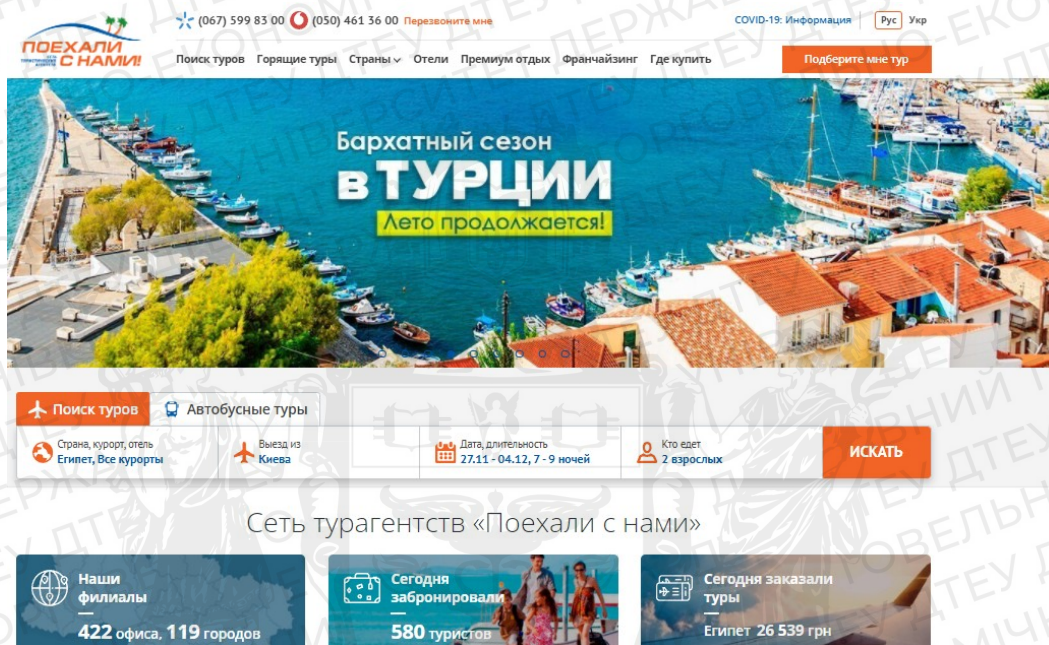 (067) 599 83 00 (050) 461 36 00 Перезвоните мне
COVID-19: Информация Рус Укр
ПОЕХАЛИ
С НАМИ!
Поиск туров Горящие туры Страны Отели Премиум отдых Франчайзинг Где купить
Подберите мне тур
Бархатный сезон
в ТУРЦИИ
Лето продолжается!
Поиск туров Автобусные туры
Страна, курорт, отель
Египет, Все курорты
Выезд из
Киева
Дата, длительность
27.11 - 04.12, 7 - 9 ночей
Кто едет
2 взрослых
ИСКАТЬ
Сеть турагентств «Поехали с нами»
Наши
филиалы
422 офиса, 119 городов
Сегодня
забронировали
580 туристов
Сегодня заказали
туры
Египет 26 539 грн